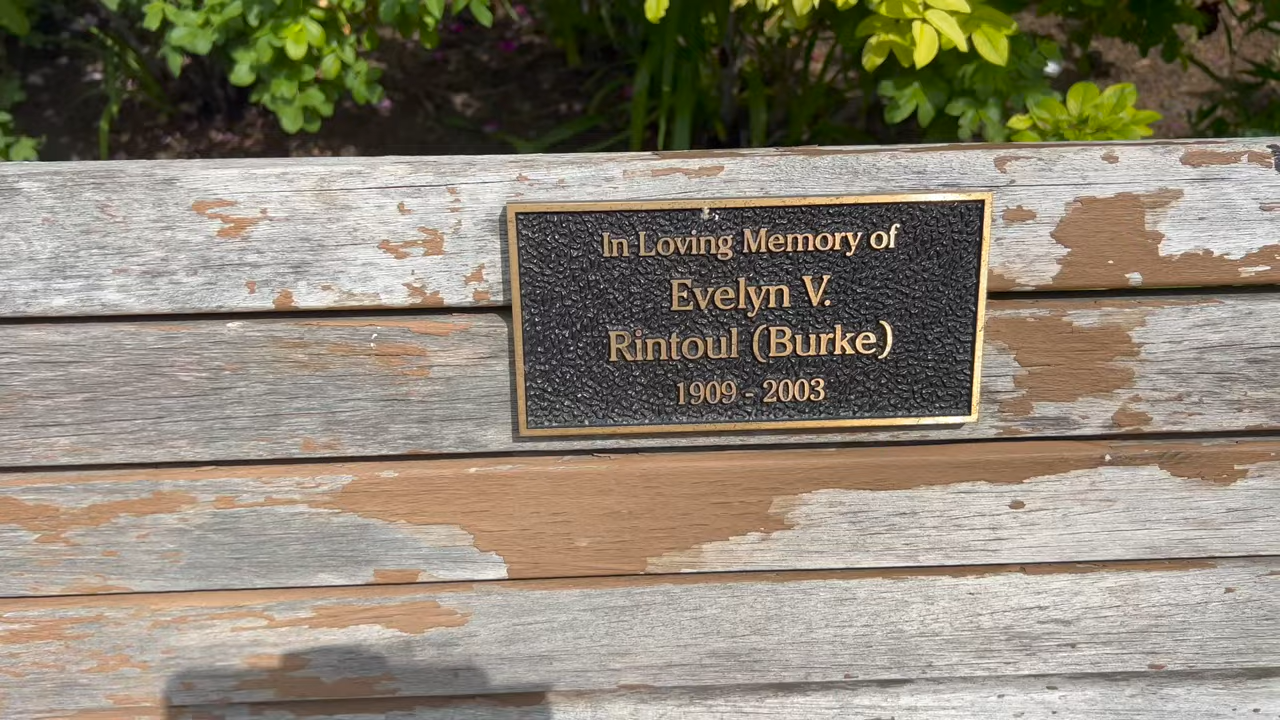 In Loving Memory of
Evelyn V.
Rintoul (Burke)
1909 - 2003